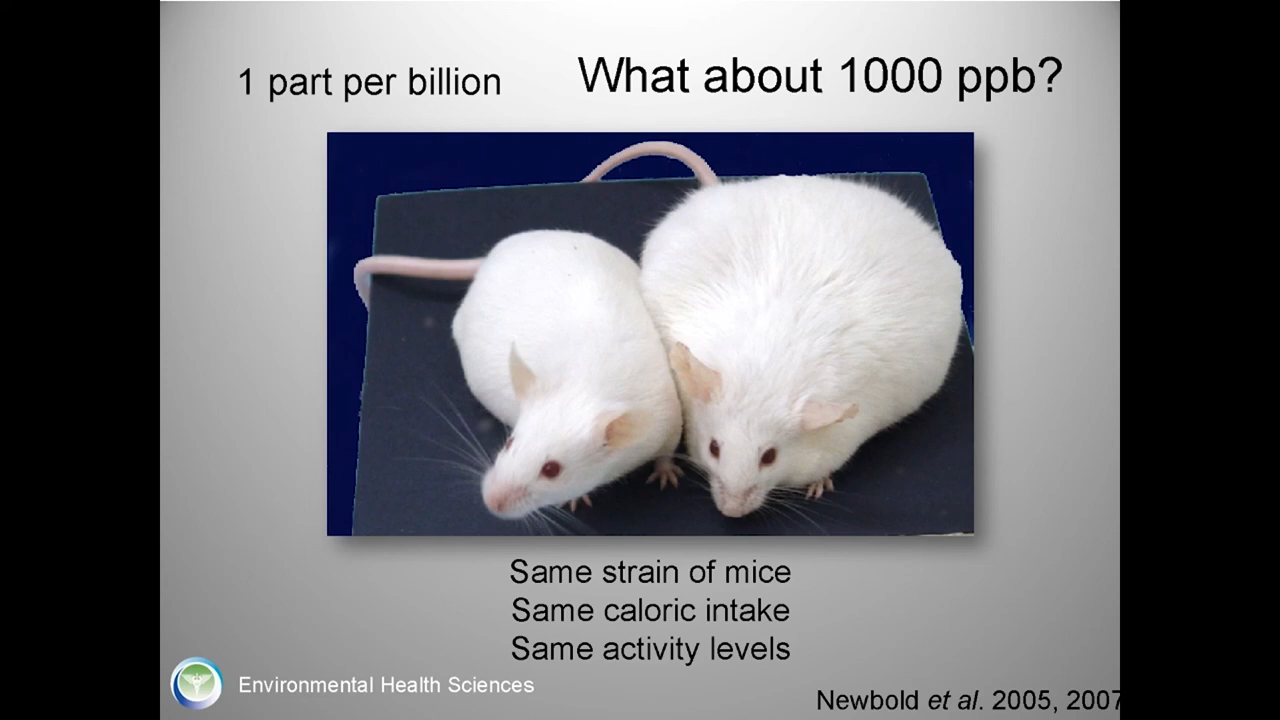 1 part per billion
What about 1000 ppb?
Same strain of mice
Same caloric intake
Same activity levels
Environmental Health Sciences
Newbold et al. 2005, 2007